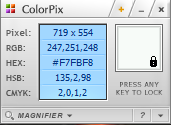 ColorPix
Pixel: 719 x 554
RGB: 247,251,248
HEX: #F7FBF8
HSB: 135,2,98
CMYK: 2,0,1,2
PRESS ANY
KEY TO LOCK
MAGNIFIER ?